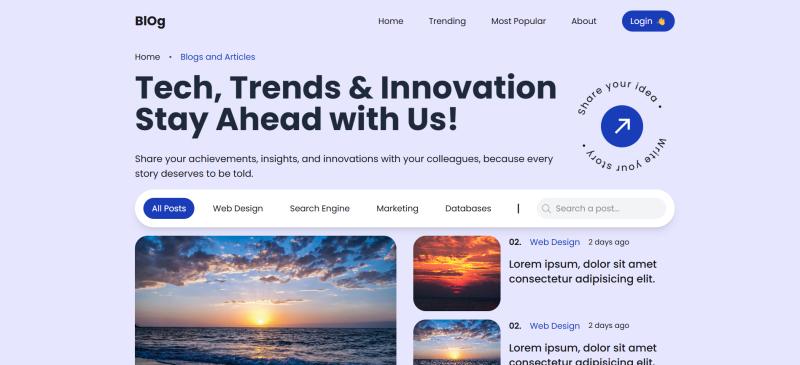 BlOg
Home Trending Most Popular About Login 👋
Home • Blogs and Articles
Tech, Trends & Innovation
Stay Ahead with Us!
Share your idea •
Write your story •
Share your achievements, insights, and innovations with your colleagues, because every
story deserves to be told.
All Posts Web Design Search Engine Marketing Databases | Search a post...
02. Web Design 2 days ago
Lorem ipsum, dolor sit amet
consectetur adipisicing elit.
02. Web Design 2 days ago
Lorem ipsum, dolor sit amet
consectetur adipisicing elit.